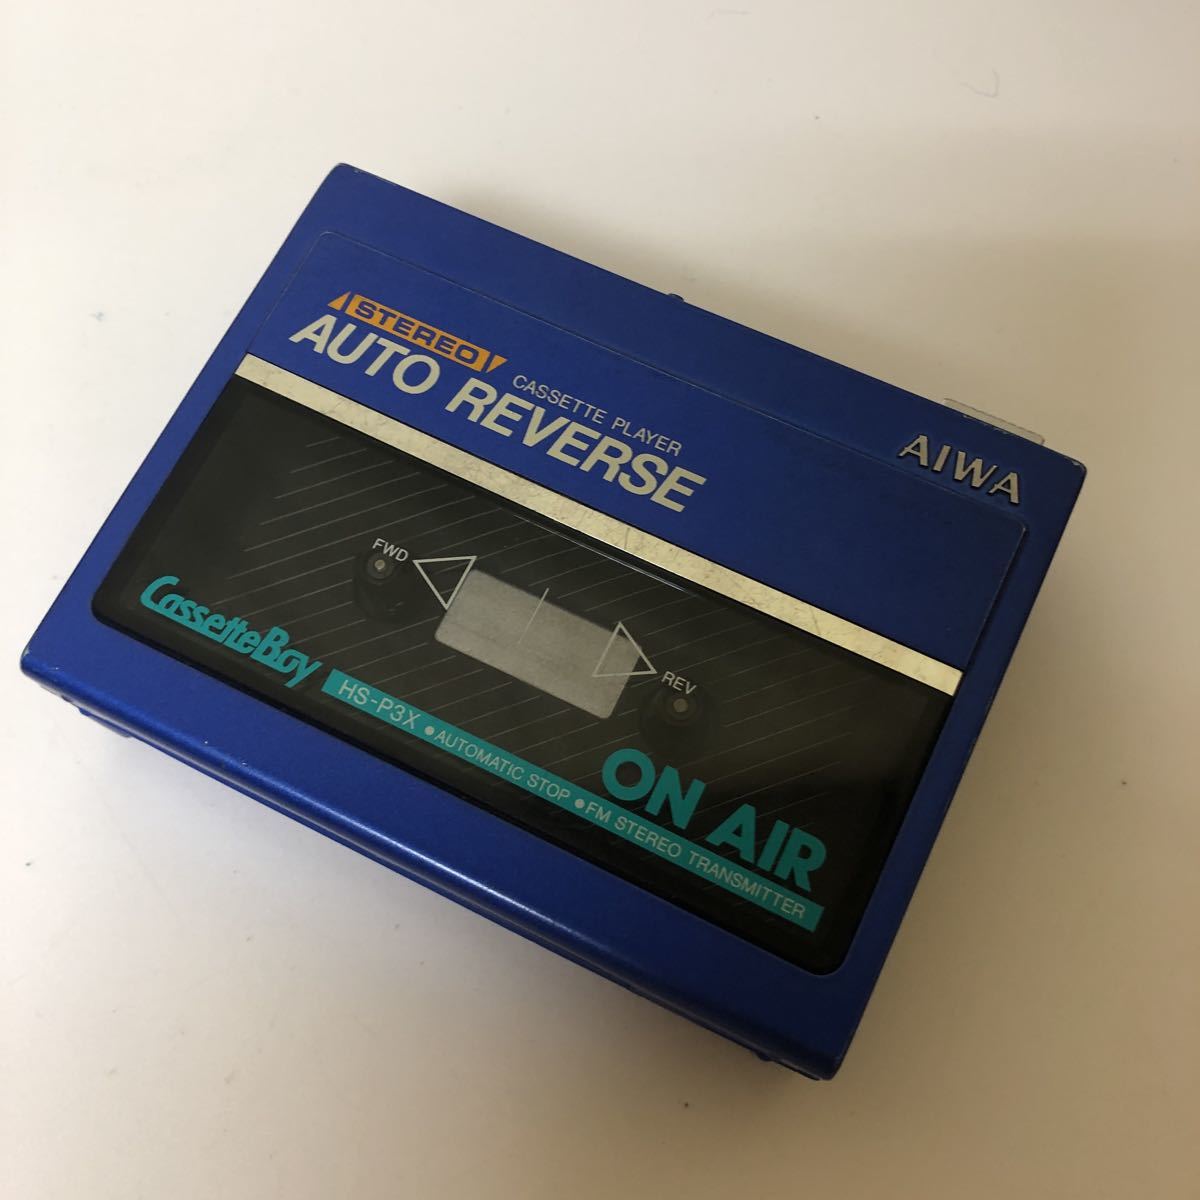 STEREO
CASSETTE PLAYER
AUTO REVERSE
AIWA
FWD
REV
CassetteBoy
ON AIR
HS-P3X ●AUTOMATIC STOP ●FM STEREO TRANSMITTER